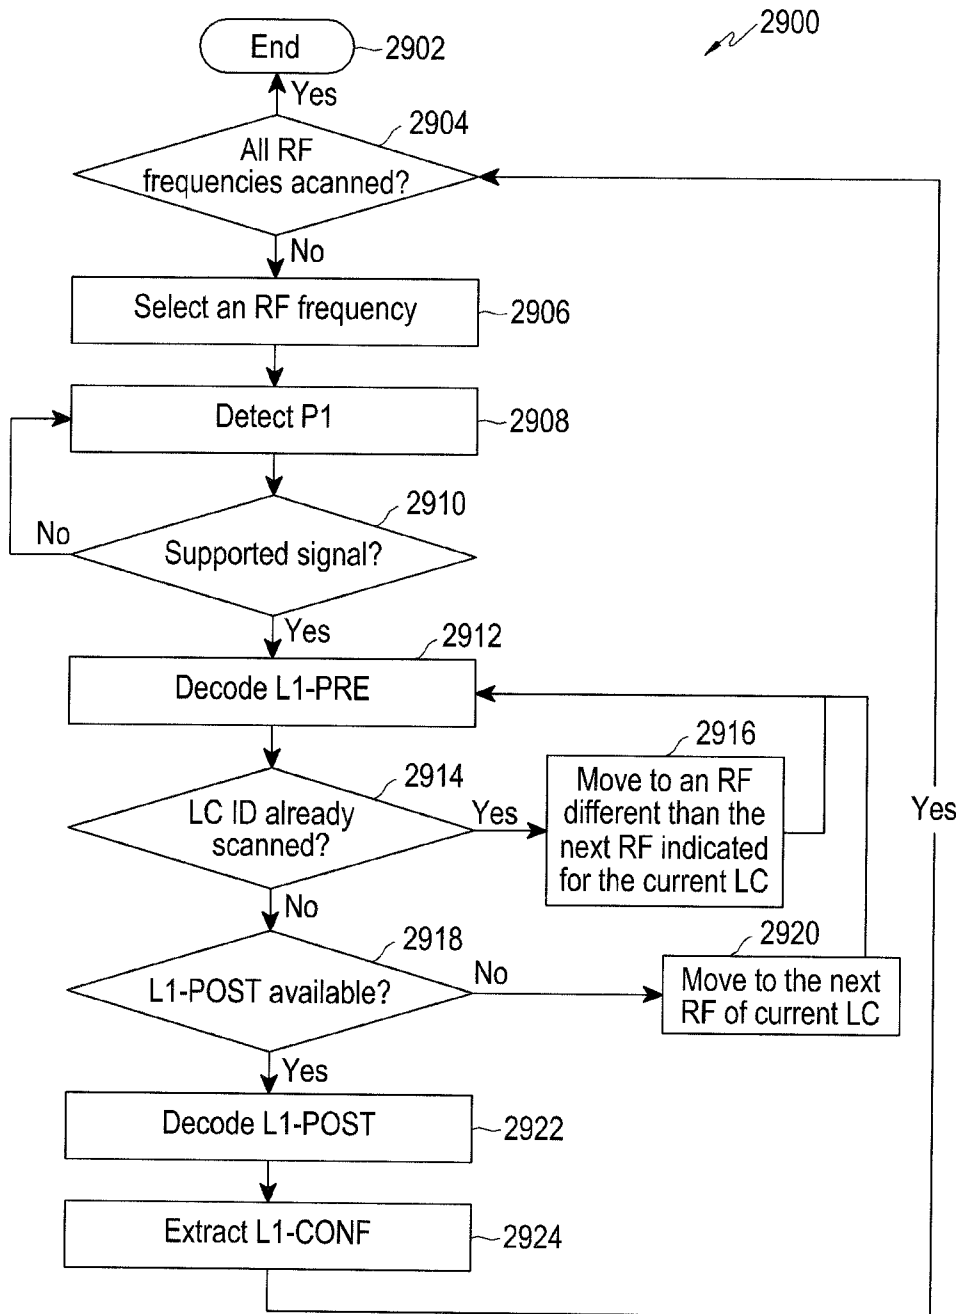 2900
End
2902
Yes
2904
All RF
frequencies acanned?
No
Select an RF frequency
2906
Detect P1
2908
2910
No
Supported signal?
Yes
2912
Decode L1-PRE
2914
LC ID already
scanned?
Yes
2916
Move to an RF
different than the
next RF indicated
for the current LC
Yes
No
2918
L1-POST available?
No
2920
Move to the next
RF of current LC
Yes
Decode L1-POST
2922
Extract L1-CONF
2924